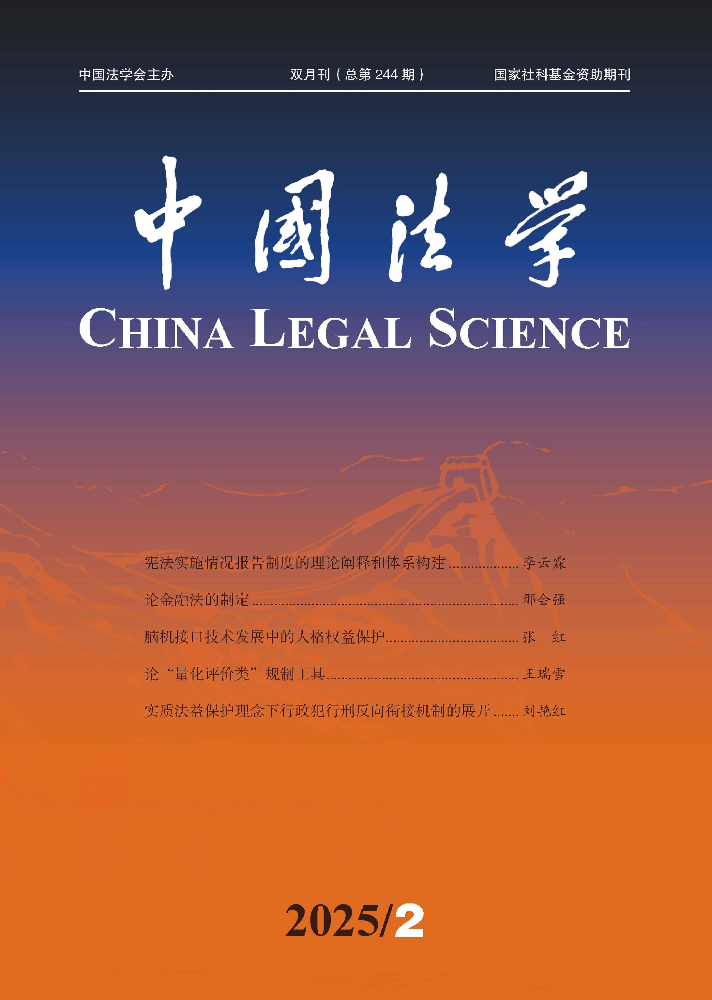 中国法学会主办 双月刊（总第 244 期） 国家社科基金资助期刊
中國法学
CHINA LEGAL SCIENCE
宪法实施情况报告制度的理论阐释和体系构建................... 李云霖
论金融法的制定........................................................................ 邢会强
脑机接口技术发展中的人格权益保护.................................... 张 红
论“量化评价类”规制工具.................................................... 王瑞雪
实质法益保护理念下行政犯行刑反向衔接机制的展开....... 刘艳红
2025/2